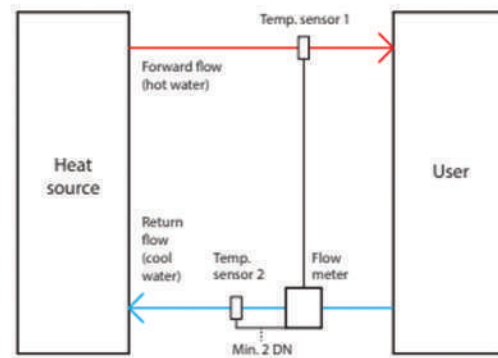 Temp. sensor 1
Forward flow
(hot water)
Heat
source
User
Return
flow
(cool
water)
Temp.
sensor 2
Flow
meter
Min. 2 DN